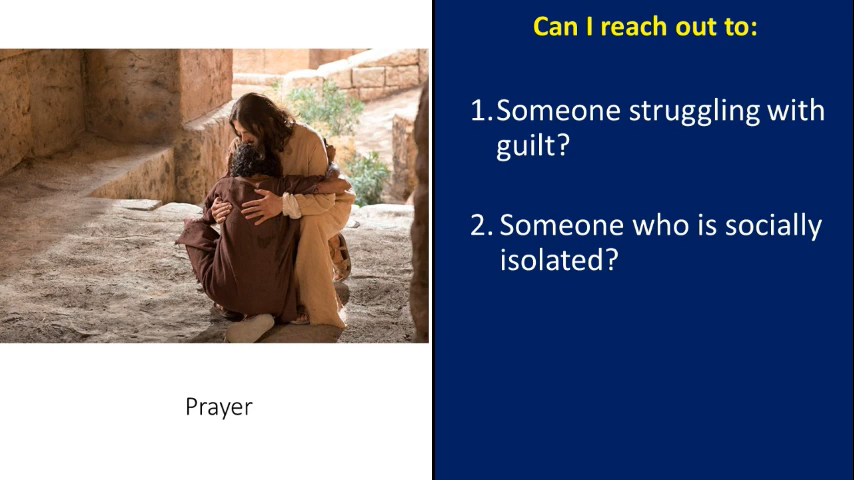 Can I reach out to:
1. Someone struggling with
guilt?
2. Someone who is socially
isolated?
Prayer